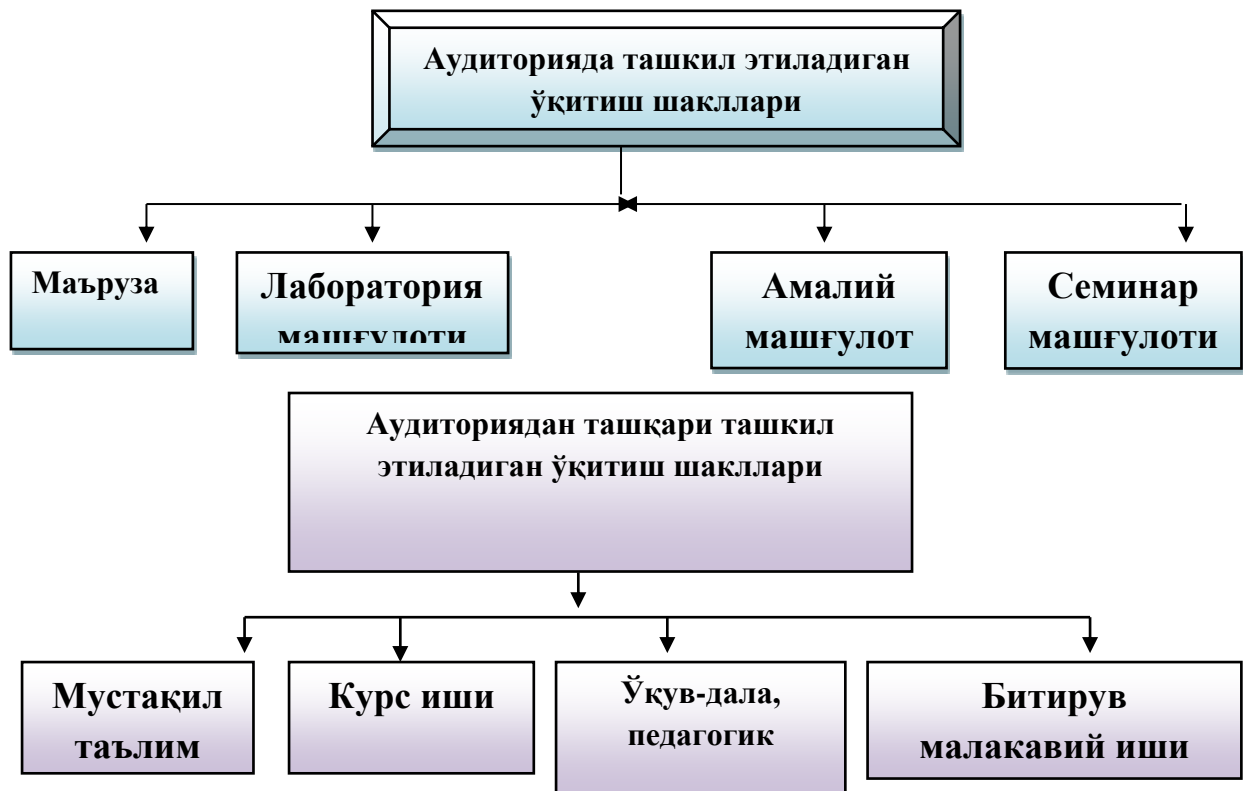 Аудиторияда ташкил этиладиган
ўқитиш шакллари
Маъруза
Лаборатория
машғулоти
Амалий
машғулот
Семинар
машғулоти
Аудиториядан ташқари ташкил
этиладиган ўқитиш шакллари
Мустақил
таълим
Курс иши
Ўқув-дала,
педагогик
Битирув
малакавий иши